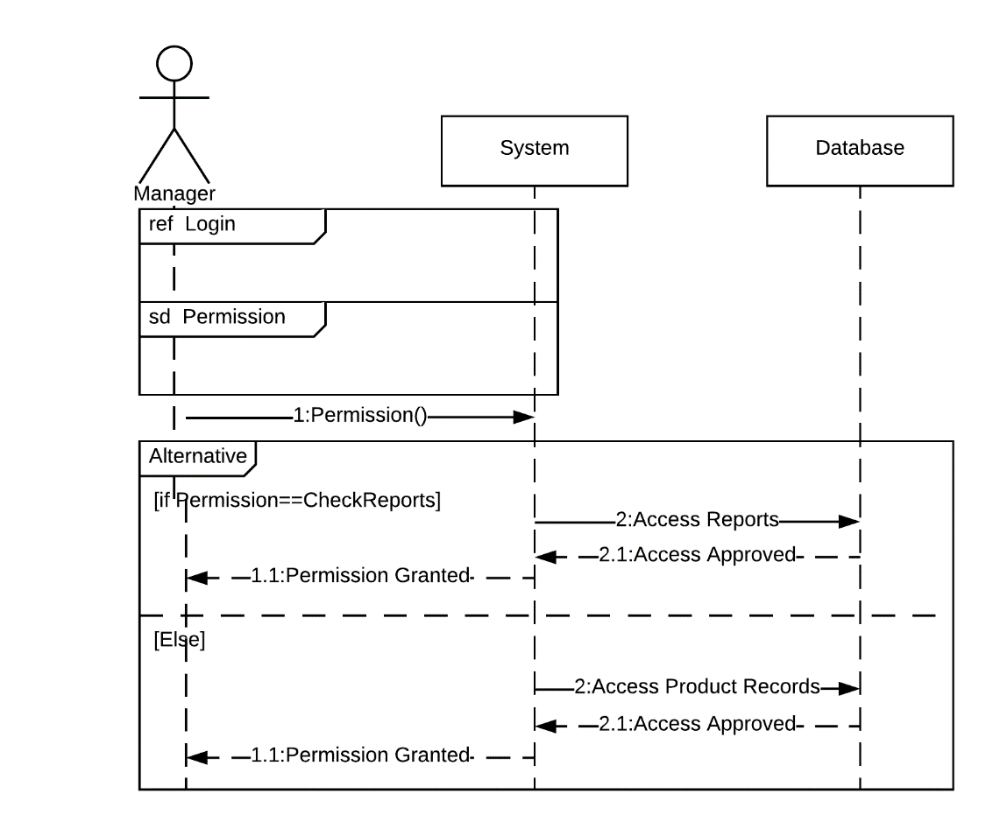 System
Database
Manager
ref Login
sd Permission
1:Permission()
Alternative
[if Permission==CheckReports]
2:Access Reports
2.1:Access Approved
1.1:Permission Granted
[Else]
2:Access Product Records
2.1:Access Approved
1.1:Permission Granted